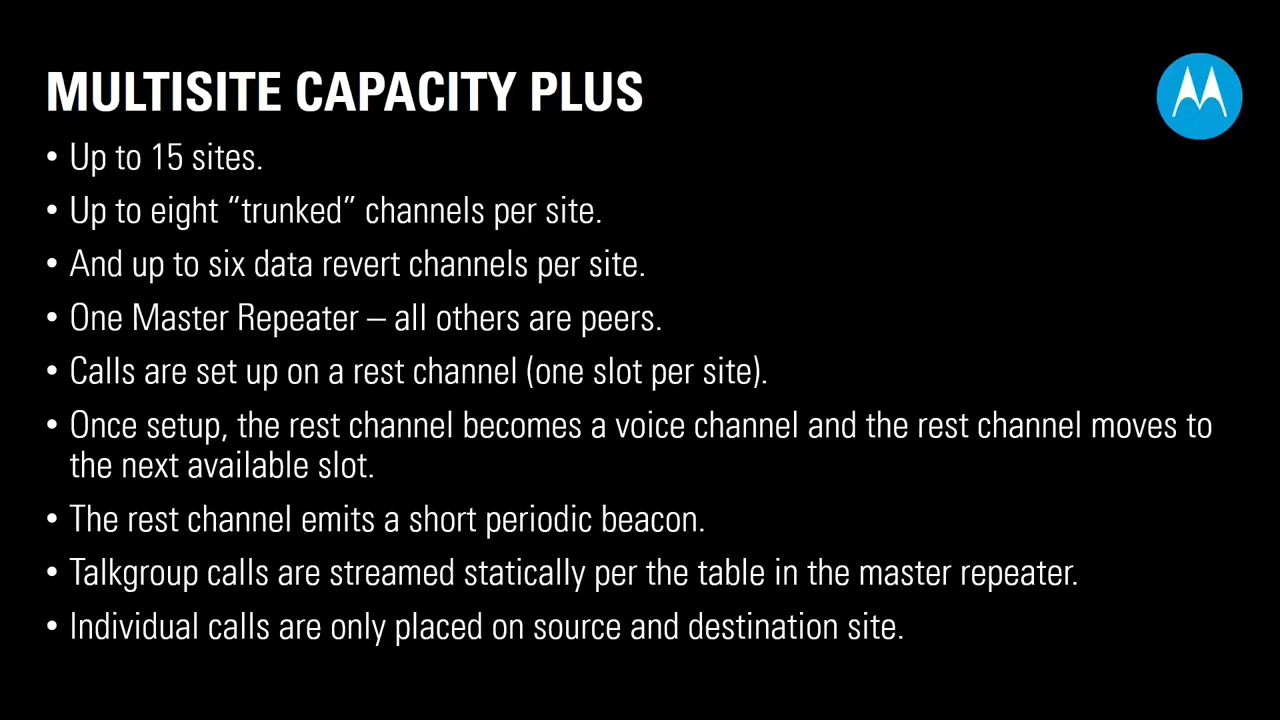 MULTISITE CAPACITY PLUS
• Up to 15 sites.
• Up to eight “trunked” channels per site.
• And up to six data revert channels per site.
• One Master Repeater – all others are peers.
• Calls are set up on a rest channel (one slot per site).
• Once setup, the rest channel becomes a voice channel and the rest channel moves to
the next available slot.
• The rest channel emits a short periodic beacon.
• Talkgroup calls are streamed statically per the table in the master repeater.
• Individual calls are only placed on source and destination site.